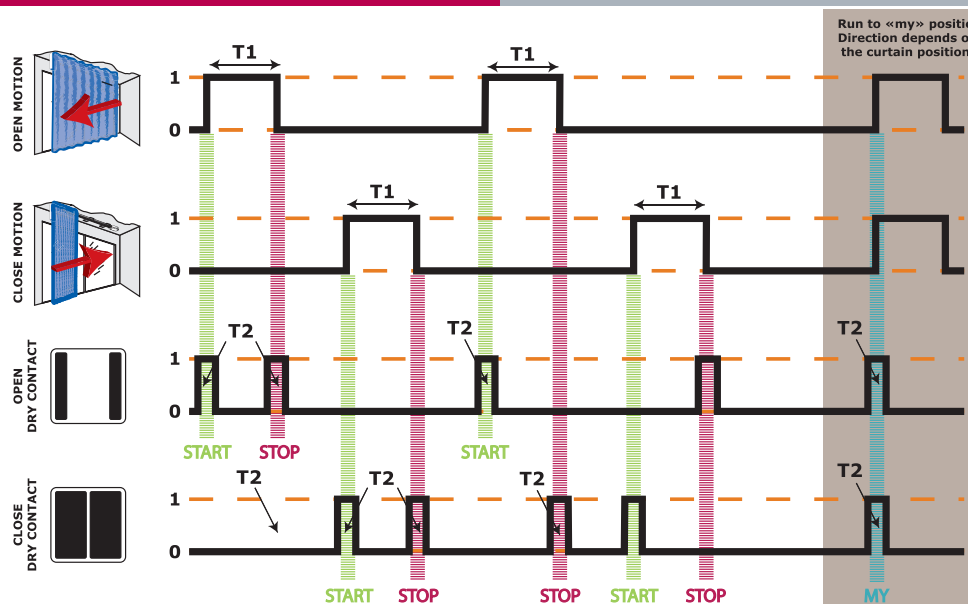 Run to «my» positio
Direction depends o
the curtain position
OPEN MOTION
T1
T1
1
0
CLOSE MOTION
T1
T1
1
0
OPEN
DRY CONTACT
T2
T2
T2
1
0
START
STOP
START
CLOSE
DRY CONTACT
T2
T2
T2
T2
1
0
START
STOP
STOP
START
STOP
MY